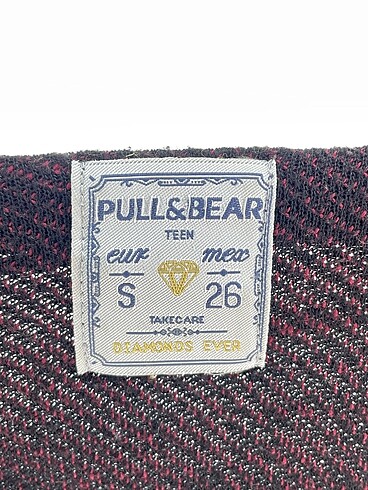 PULL&BEAR
TEEN
eur mex
S 26
TAKECARE
DIAMONDS EVER